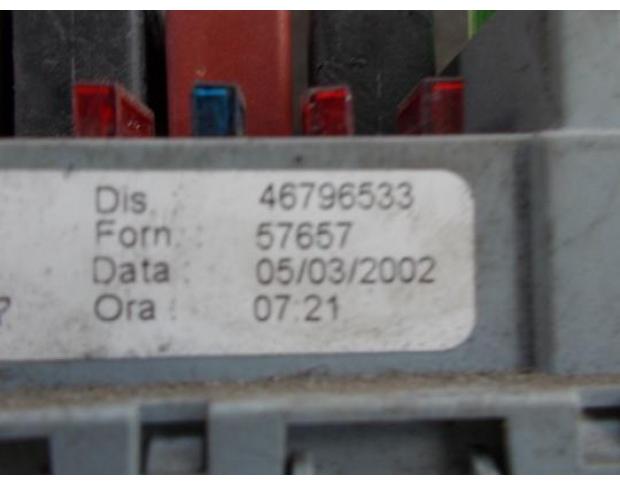 Dis. : 46796533
Forn. : 57657
Data : 05/03/2002
Ora : 07:21